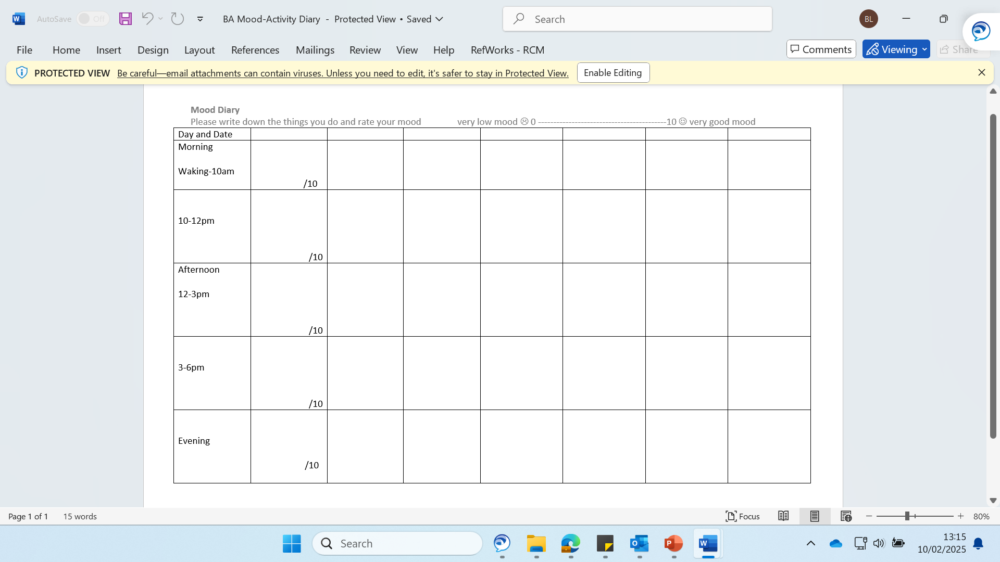 AutoSave Off BA Mood-Activity Diary - Protected View • Saved Search BL
File Home Insert Design Layout References Mailings Review View Help RefWorks - RCM Comments Viewing Share
PROTECTED VIEW Be careful—email attachments can contain viruses. Unless you need to edit, it's safer to stay in Protected View. Enable Editing
Mood Diary
Please write down the things you do and rate your mood very low mood ☹ 0 ------------------------------------------10 ☺ very good mood
Day and Date
Morning
Waking-10am
/10
10-12pm
/10
Afternoon
12-3pm
/10
3-6pm
/10
Evening
/10
Page 1 of 1 15 words Focus 80%
Search 13:15
10/02/2025